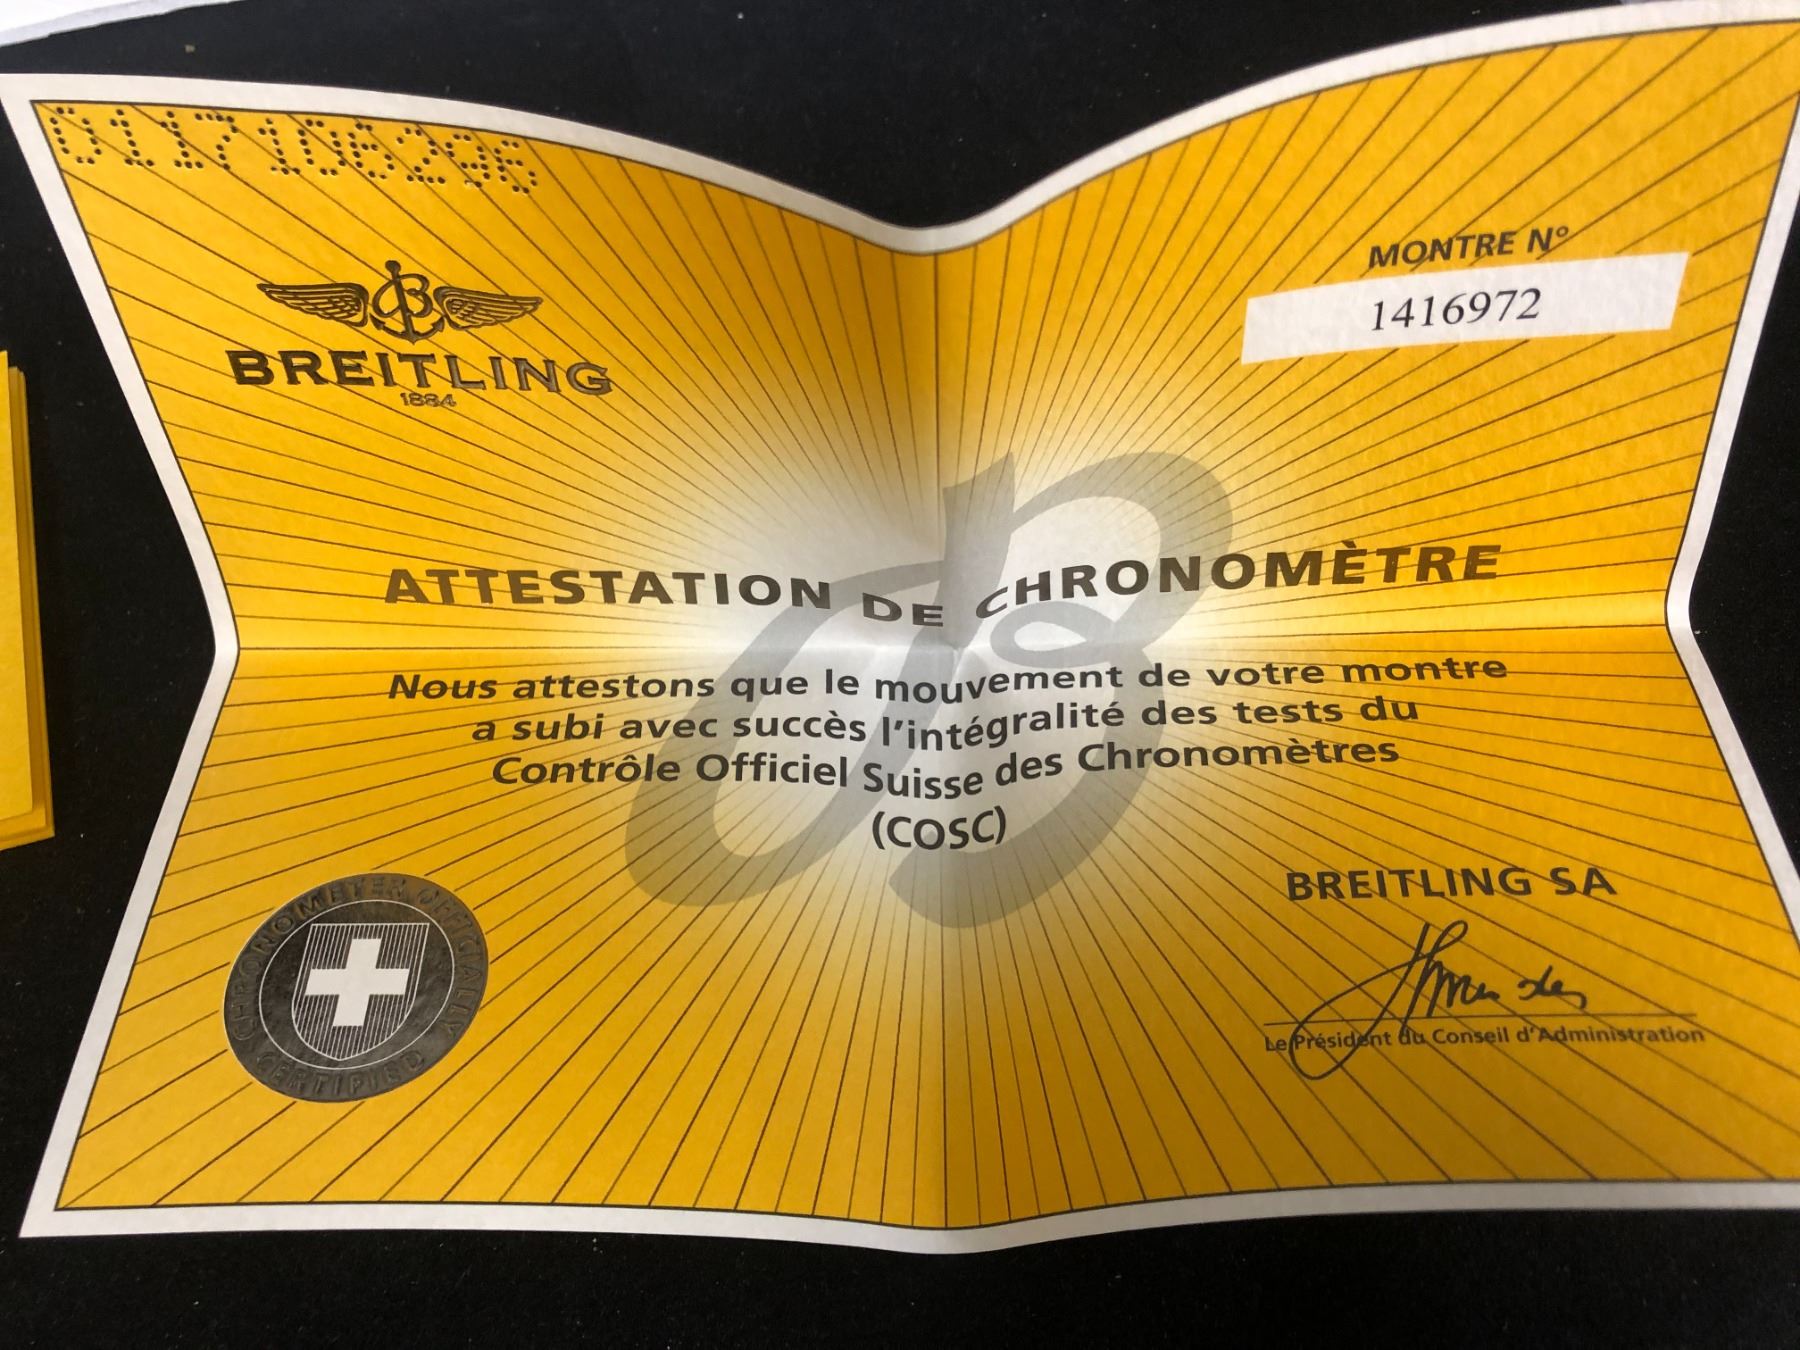 0117106296
BREITLING
1884
MONTRE N°
1416972
ATTESTATION DE CHRONOMÈTRE
Nous attestons que le mouvement de votre montre
a subi avec succès l'intégralité des tests du
Contrôle Officiel Suisse des Chronomètres
(COSC)
CHRONOMETER OFFICIALLY
CERTIFIED
BREITLING SA
Le Président du Conseil d'Administration